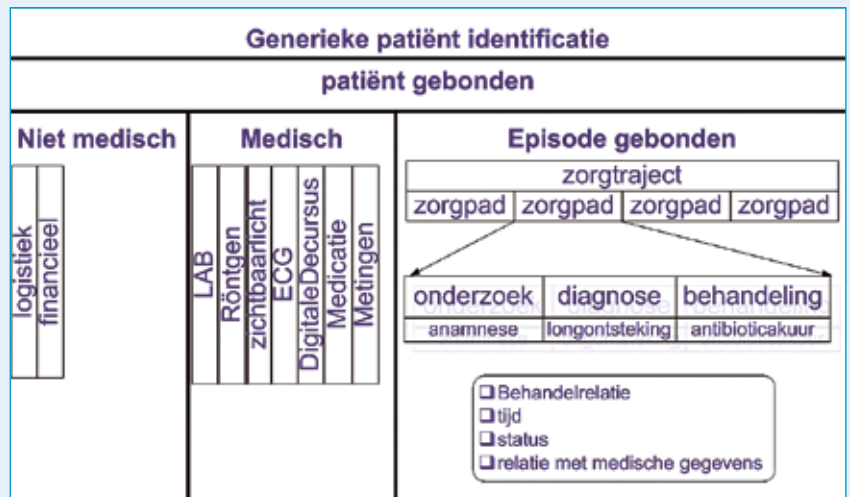 Generieke patiënt identificatie
patiënt gebonden
Niet medisch
logistiek
financieel
Medisch
LAB
Röntgen
zichtbaarlicht
ECG
DigitaleDecursus
Medicatie
Metingen
Episode gebonden
zorgtraject
zorgpad zorgpad zorgpad zorgpad
onderzoek diagnose behandeling
anamnese longontsteking antibioticakuur
Behandelrelatie
tijd
status
relatie met medische gegevens